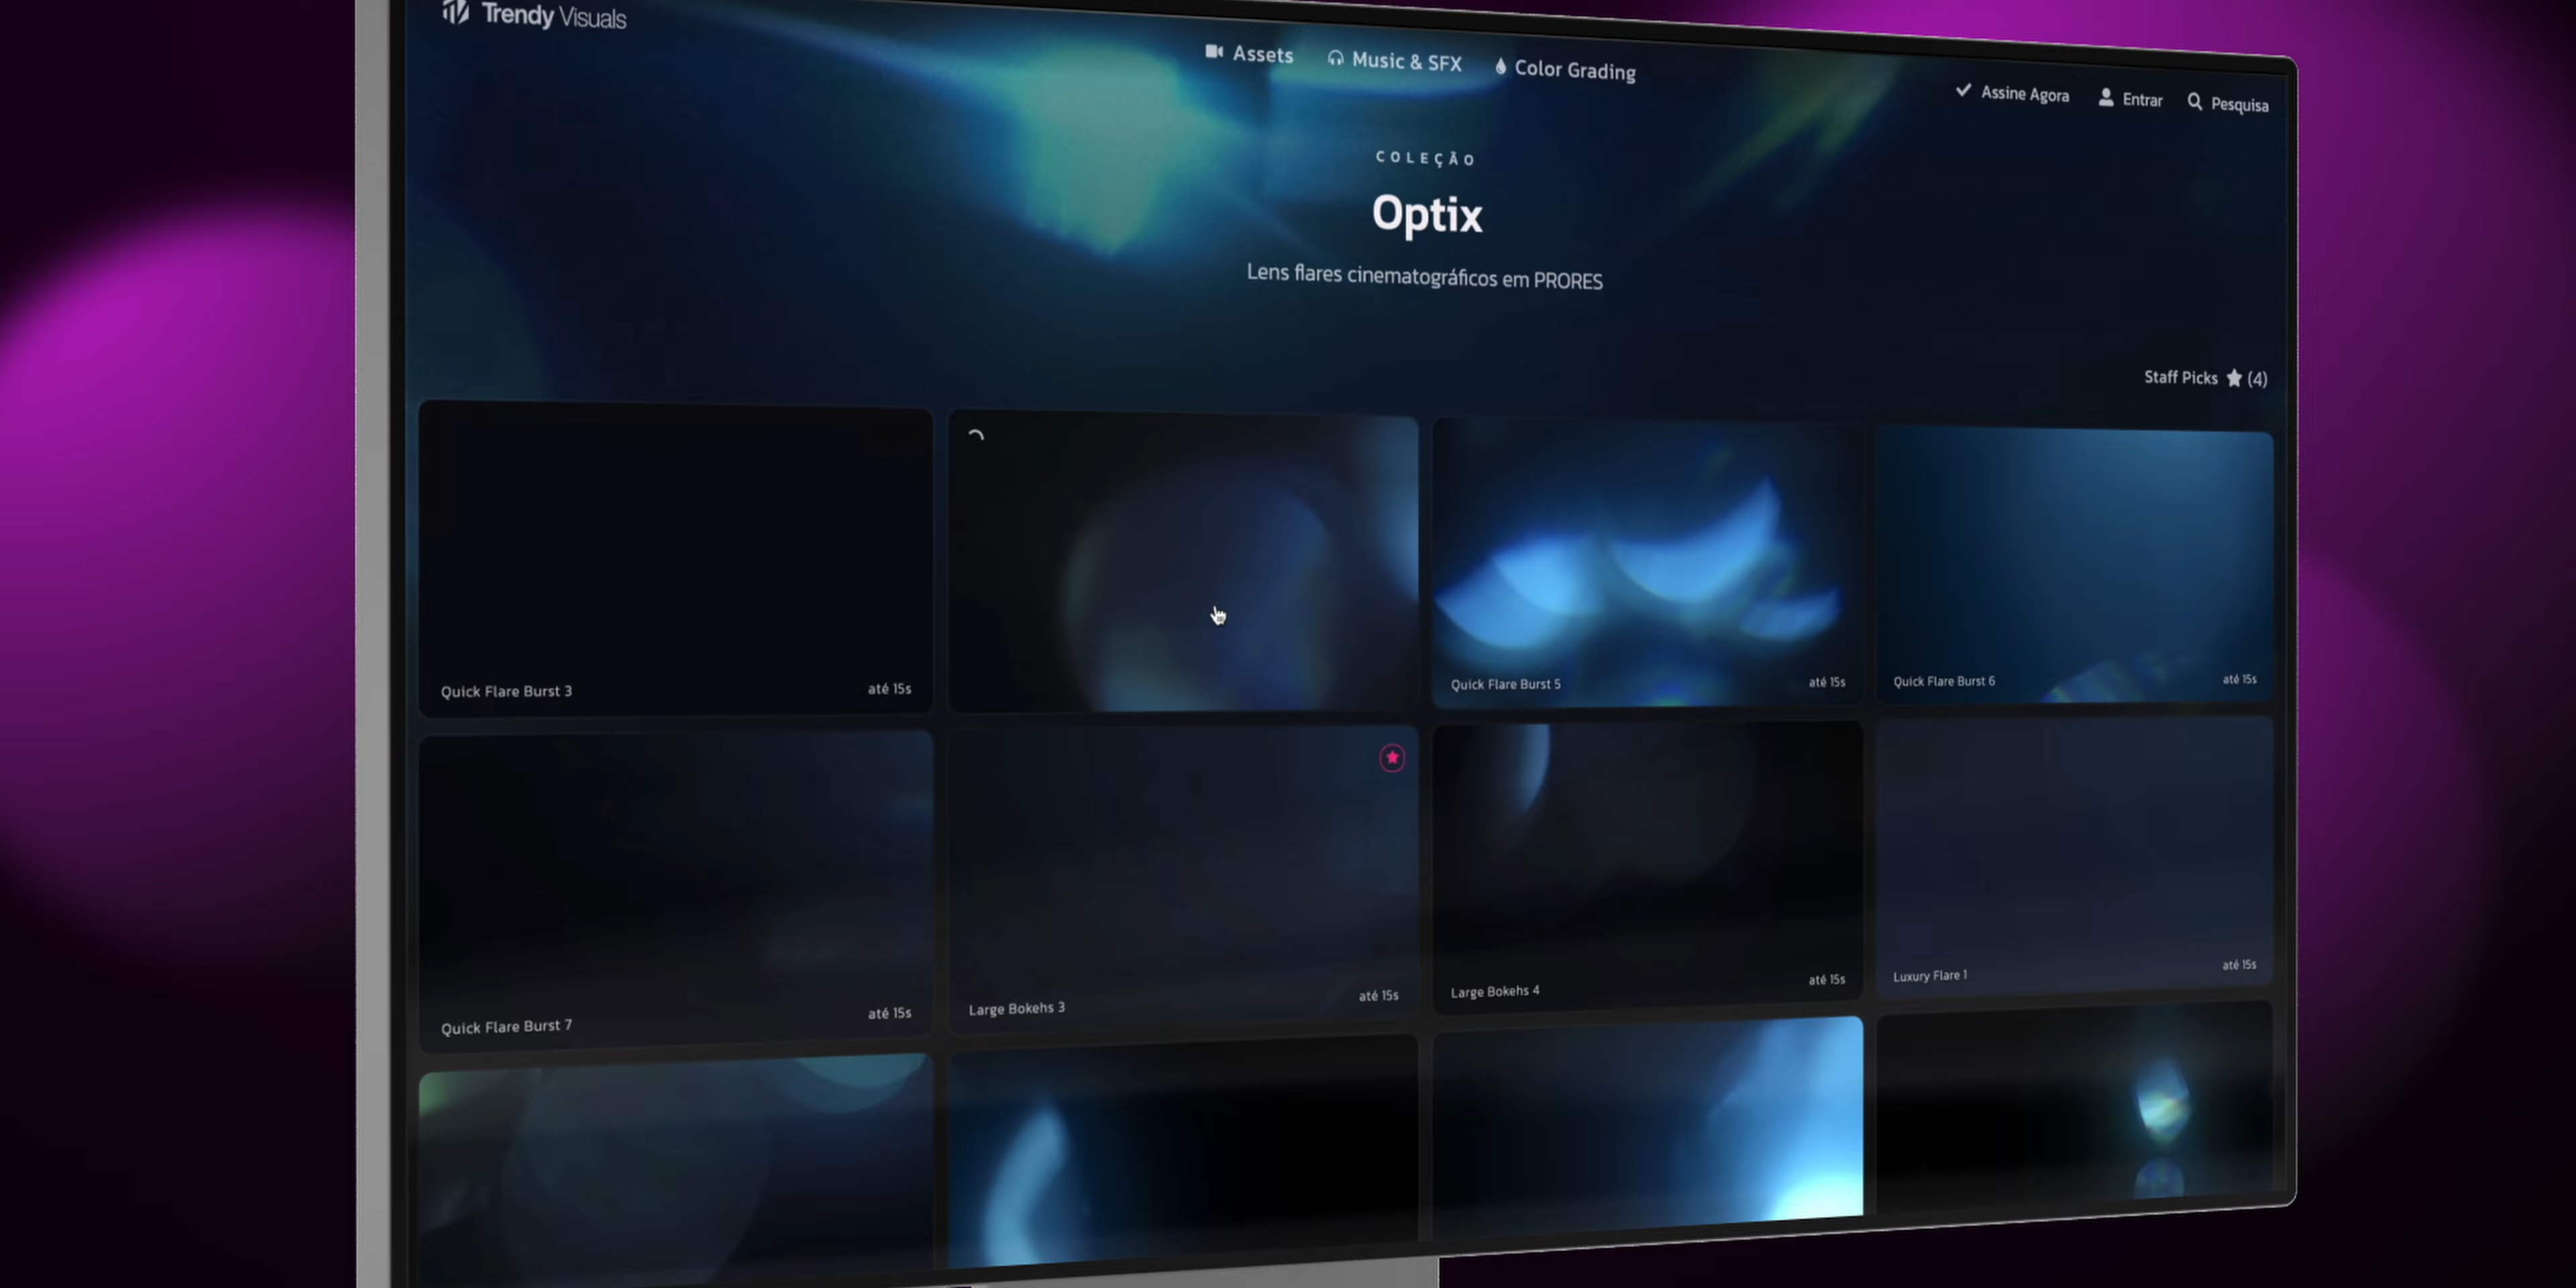 Trendy Visuals
Assets
Music & SFX
Color Grading
Assine Agora
Entrar
Pesquisa
COLEÇÃO
Optix
Lens flares cinematográficos em PRORES
Staff Picks (4)
Quick Flare Burst 3
até 15s
Quick Flare Burst 5
até 15s
Quick Flare Burst 6
até 15s
Quick Flare Burst 7
até 15s
Large Bokehs 3
até 15s
Large Bokehs 4
até 15s
Luxury Flare 1
até 15s